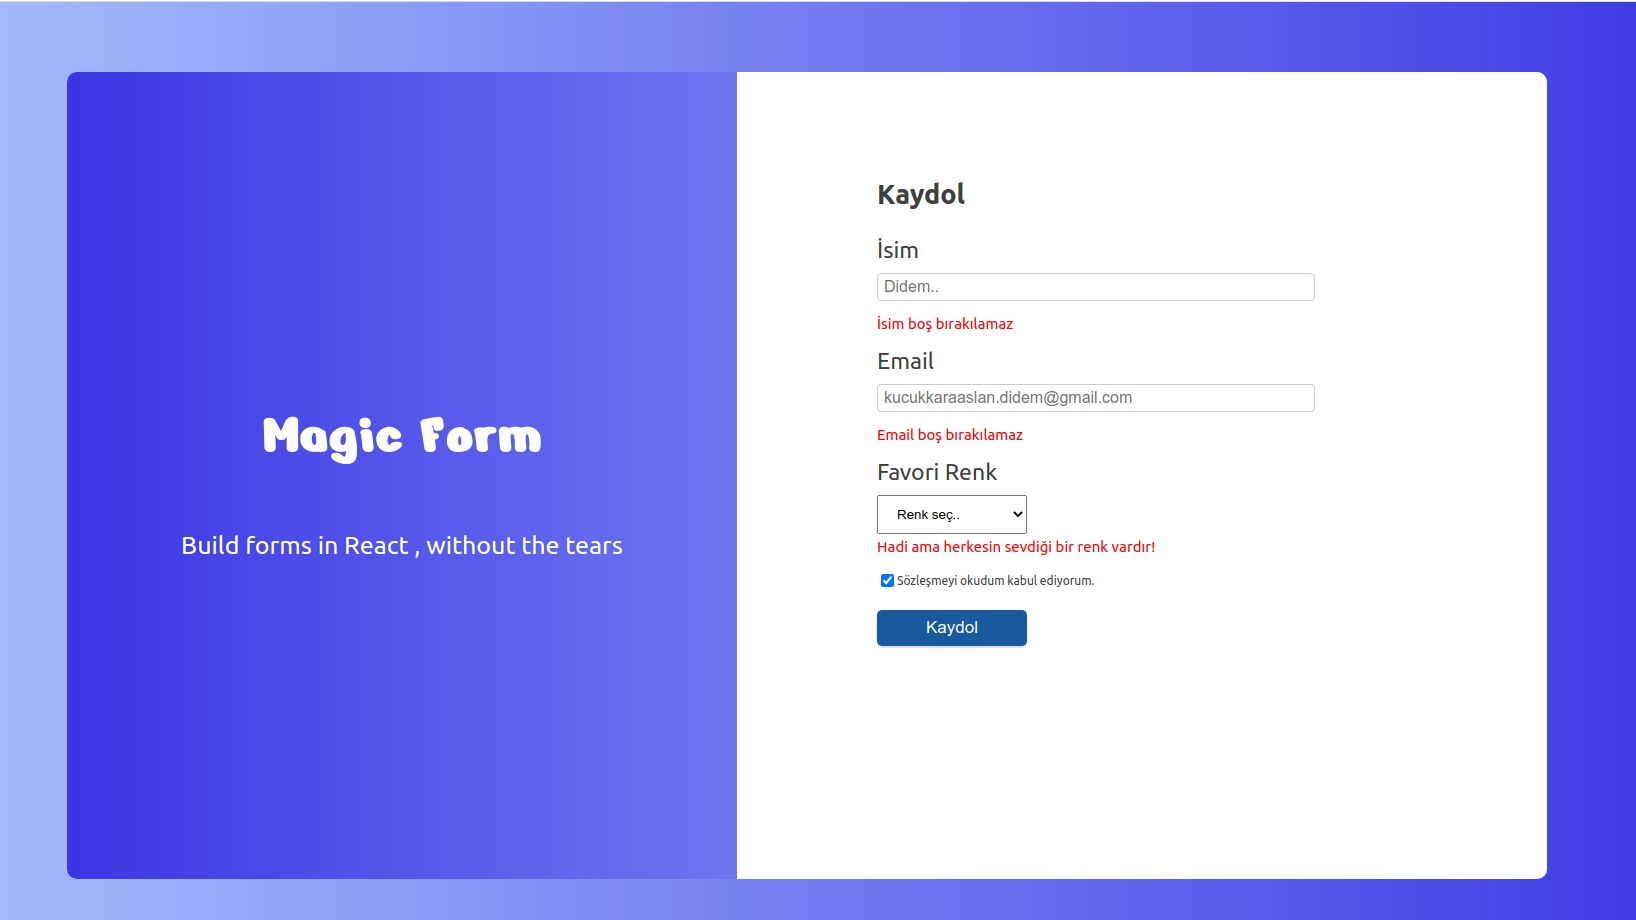 Magic Form
Build forms in React , without the tears
Kaydol
İsim
Didem..
İsim boş bırakılamaz
Email
kucukkaraaslan.didem@gmail.com
Email boş bırakılamaz
Favori Renk
Renk seç..
Hadi ama herkesin sevdiği bir renk vardır!
Sözleşmeyi okudum kabul ediyorum.
Kaydol